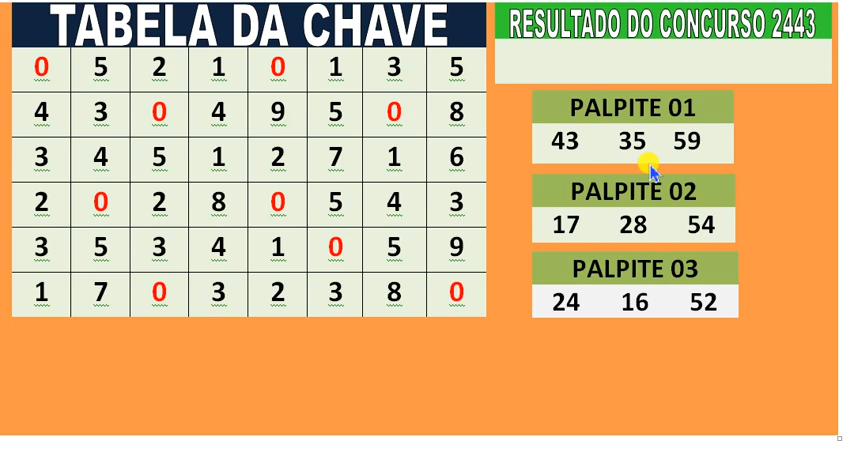 TABELA DA CHAVE
0 5 2 1 0 1 3 5
4 3 0 4 9 5 0 8
3 4 5 1 2 7 1 6
2 0 2 8 0 5 4 3
3 5 3 4 1 0 5 9
1 7 0 3 2 3 8 0
RESULTADO DO CONCURSO 2443
PALPITE 01
43 35 59
PALPITE 02
17 28 54
PALPITE 03
24 16 52